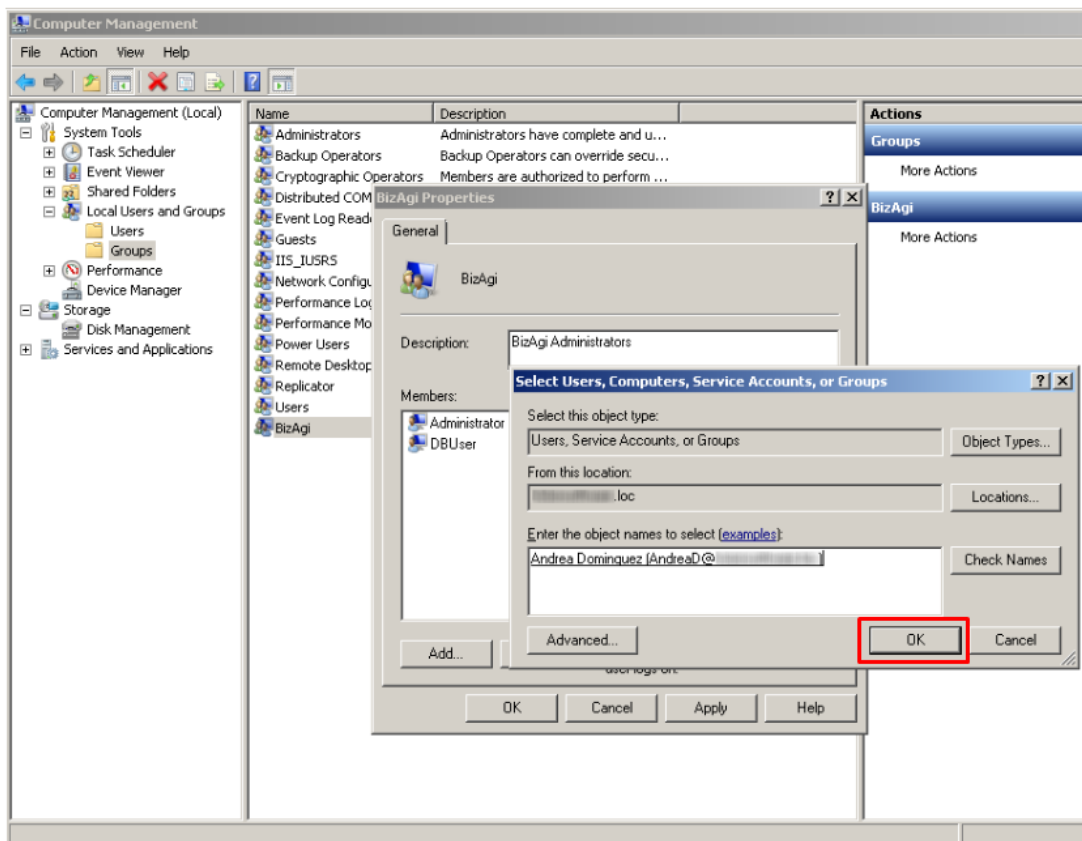 Computer Management
File Action View Help
Computer Management (Local)
System Tools
Task Scheduler
Event Viewer
Shared Folders
Local Users and Groups
Users
Groups
Performance
Device Manager
Storage
Disk Management
Services and Applications
Name Description
Administrators Administrators have complete and u...
Backup Operators Backup Operators can override secu...
Cryptographic Operators Members are authorized to perform ...
Distributed COM
Event Log Reade
Guests
IIS_IUSRS
Network Configu
Performance Log
Performance Mo
Power Users
Remote Desktop
Replicator
Users
BizAgi
Actions
Groups
More Actions
BizAgi
More Actions
BizAgi Properties
General
BizAgi
Description: BizAgi Administrators
Members:
Administrator
DBUser
Add...
user logs on.
OK Cancel Apply Help
Select Users, Computers, Service Accounts, or Groups
Select this object type:
Users, Service Accounts, or Groups Object Types...
From this location:
.loc Locations...
Enter the object names to select (examples):
Andrea Dominguez (AndreaD@ ) Check Names
Advanced... OK Cancel